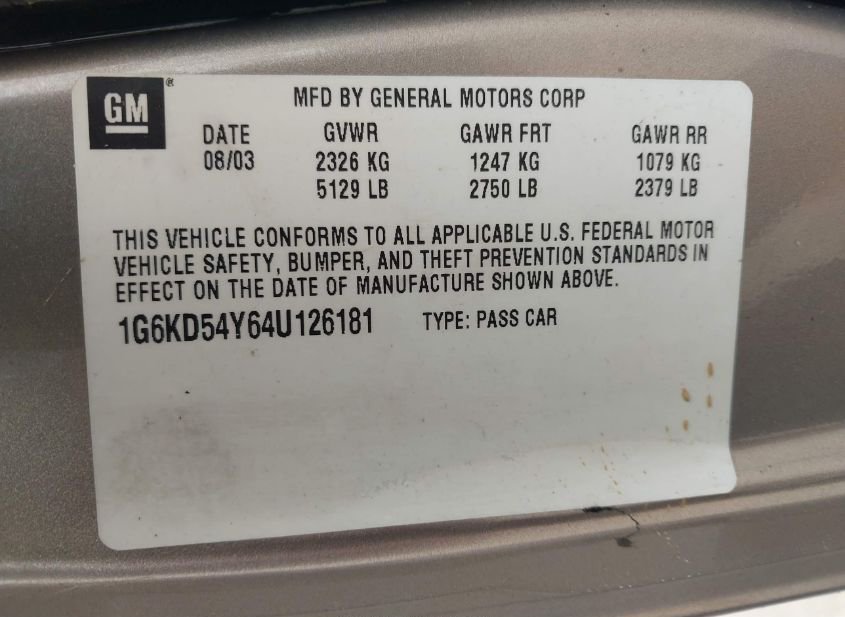 GM®
MFD BY GENERAL MOTORS CORP
DATE GVWR GAWR FRT GAWR RR
08/03 2326 KG 1247 KG 1079 KG
5129 LB 2750 LB 2379 LB
THIS VEHICLE CONFORMS TO ALL APPLICABLE U.S. FEDERAL MOTOR
VEHICLE SAFETY, BUMPER, AND THEFT PREVENTION STANDARDS IN
EFFECT ON THE DATE OF MANUFACTURE SHOWN ABOVE.
1G6KD54Y64U126181 TYPE: PASS CAR